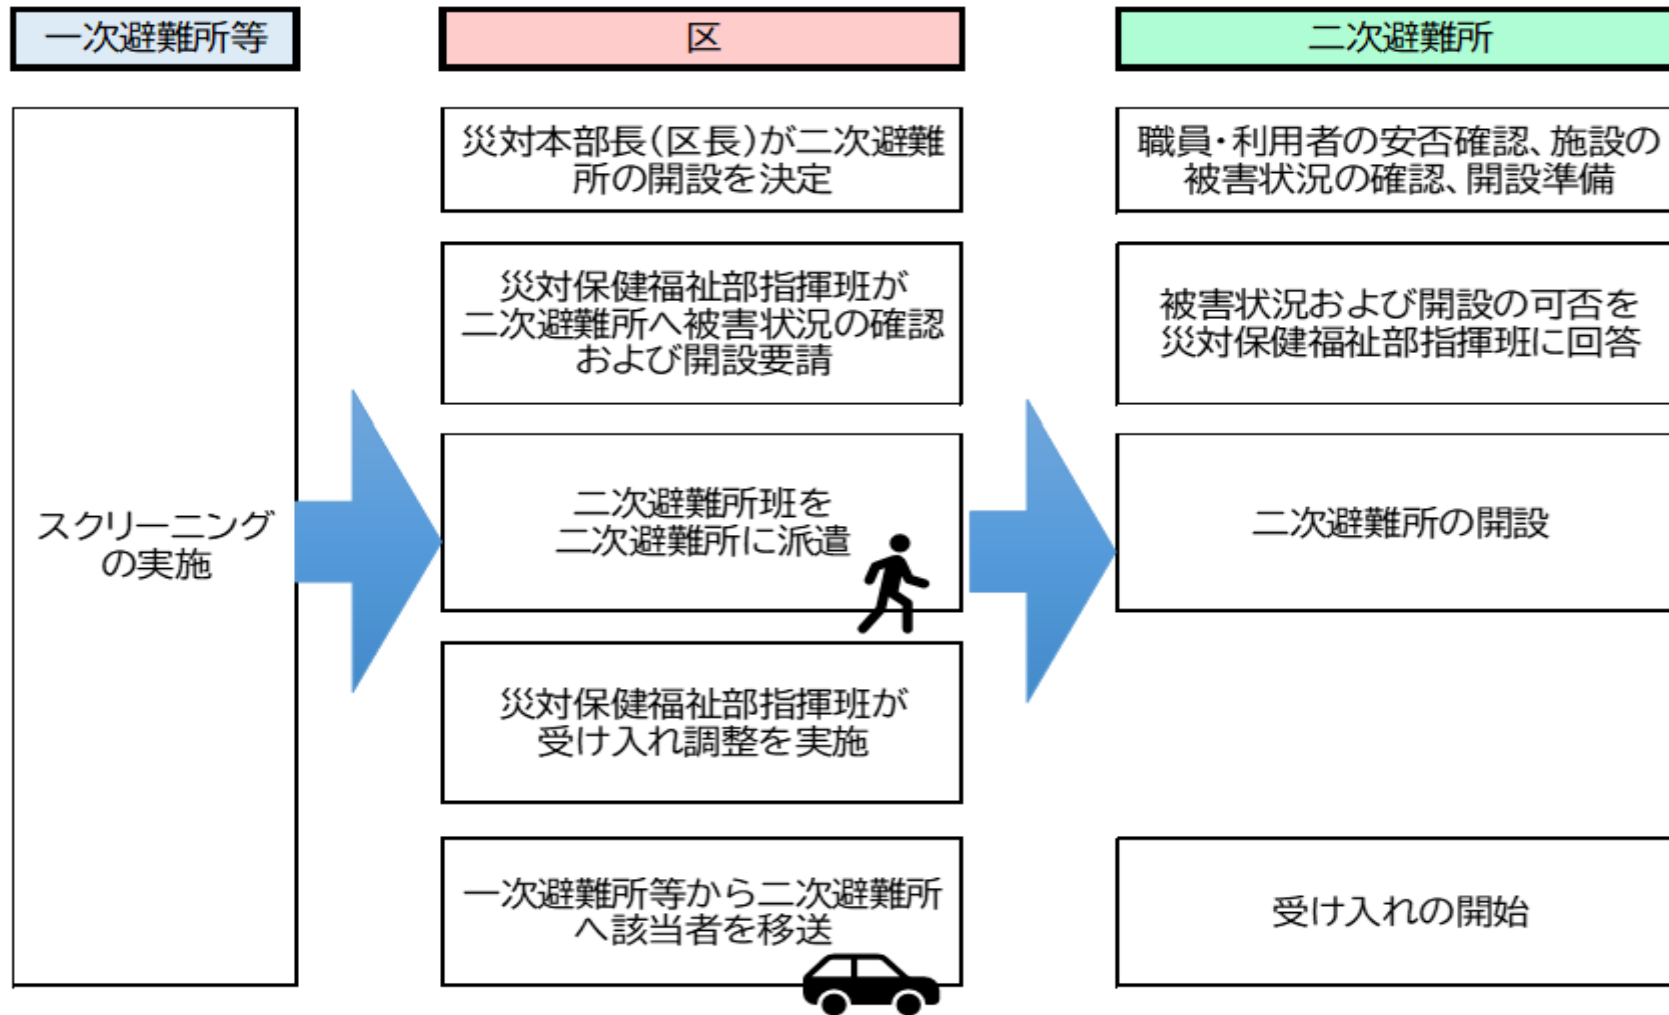 一次避難所等
区
二次避難所
スクリーニング
の実施
災対本部長(区長)が二次避難
所の開設を決定
災対保健福祉部指揮班が
二次避難所へ被害状況の確認
および開設要請
二次避難所班を
二次避難所に派遣
災対保健福祉部指揮班が
受け入れ調整を実施
一次避難所等から二次避難所
へ該当者を移送
職員・利用者の安否確認、施設の
被害状況の確認、開設準備
被害状況および開設の可否を
災対保健福祉部指揮班に回答
二次避難所の開設
受け入れの開始